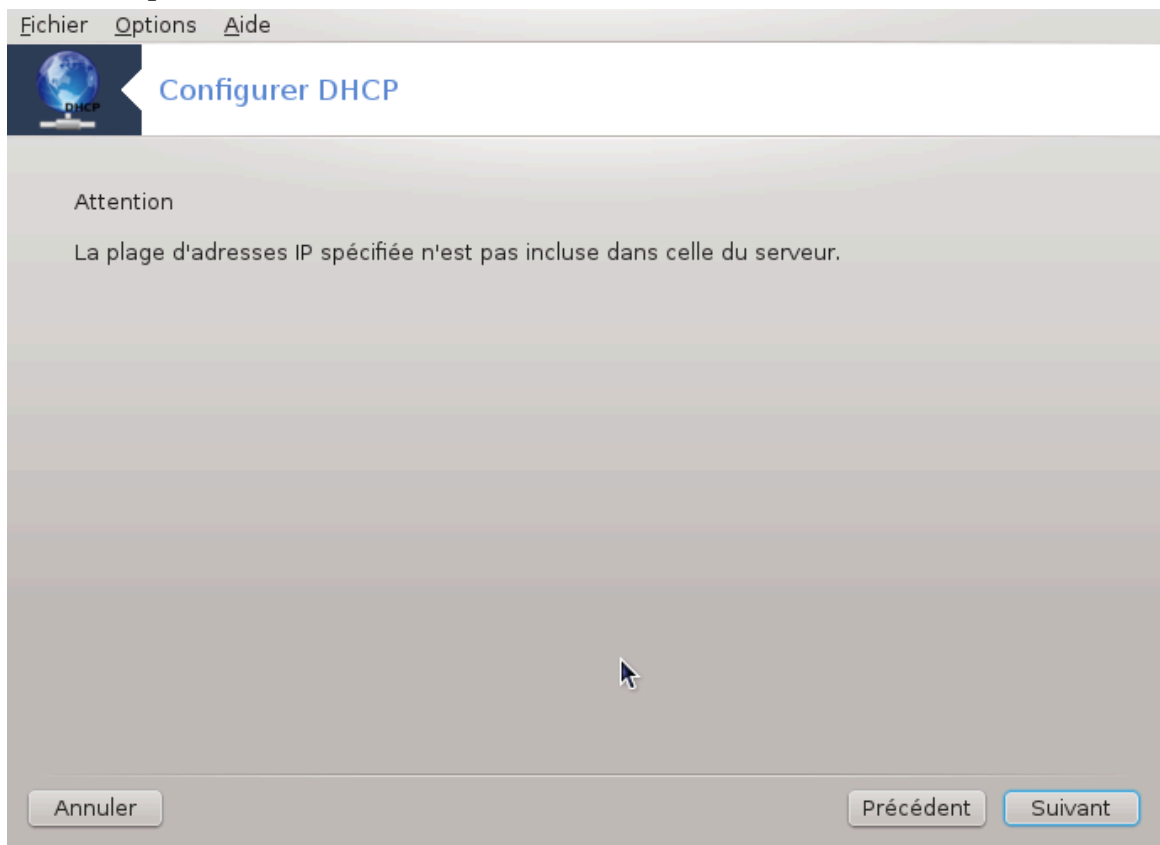 Fichier Options Aide
DHCP
Configurer DHCP
Attention
La plage d'adresses IP spécifiée n'est pas incluse dans celle du serveur.
Annuler Précédent Suivant